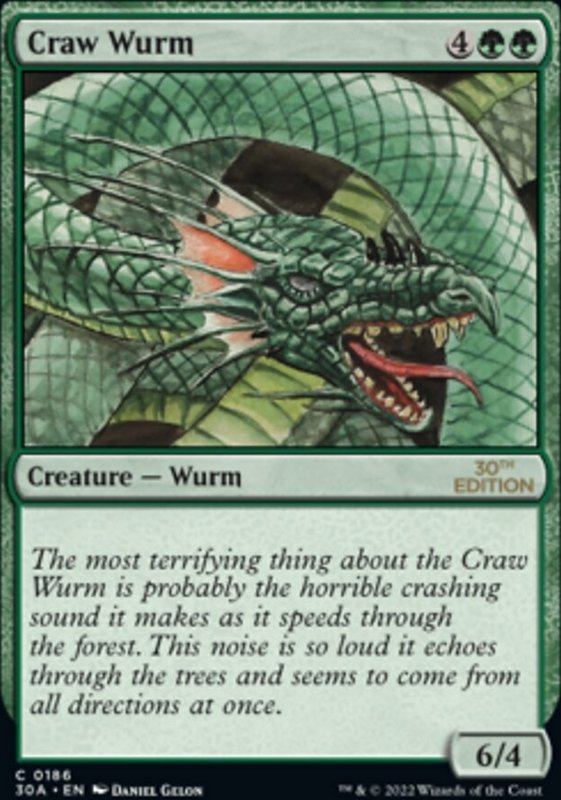 Craw Wurm 4
Creature — Wurm
30TH
EDITION
The most terrifying thing about the Craw
Wurm is probably the horrible crashing
sound it makes as it speeds through
the forest. This noise is so loud it echoes
through the trees and seems to come from
all directions at once.
6/4
C 0186
30A • EN DANIEL GELON
™ & © 2022 Wizards of the Coast